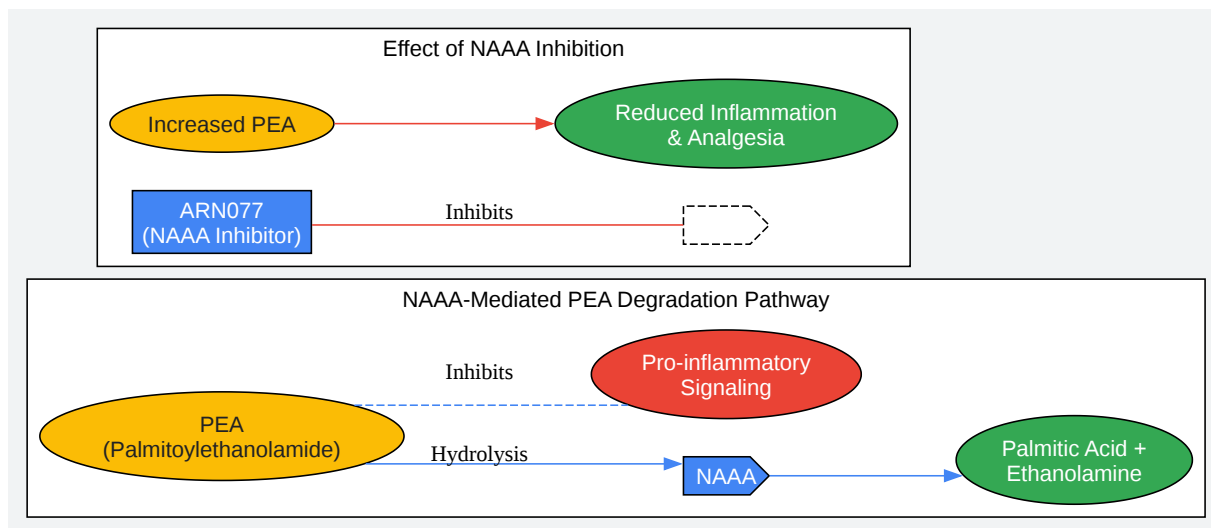 Effect of NAAA Inhibition
Increased PEA
Reduced Inflammation
& Analgesia
ARN077
(NAAA Inhibitor)
Inhibits
NAAA-Mediated PEA Degradation Pathway
Inhibits
Pro-inflammatory
Signaling
PEA
(Palmitoylethanolamide)
Hydrolysis
NAAA
Palmitic Acid +
Ethanolamine